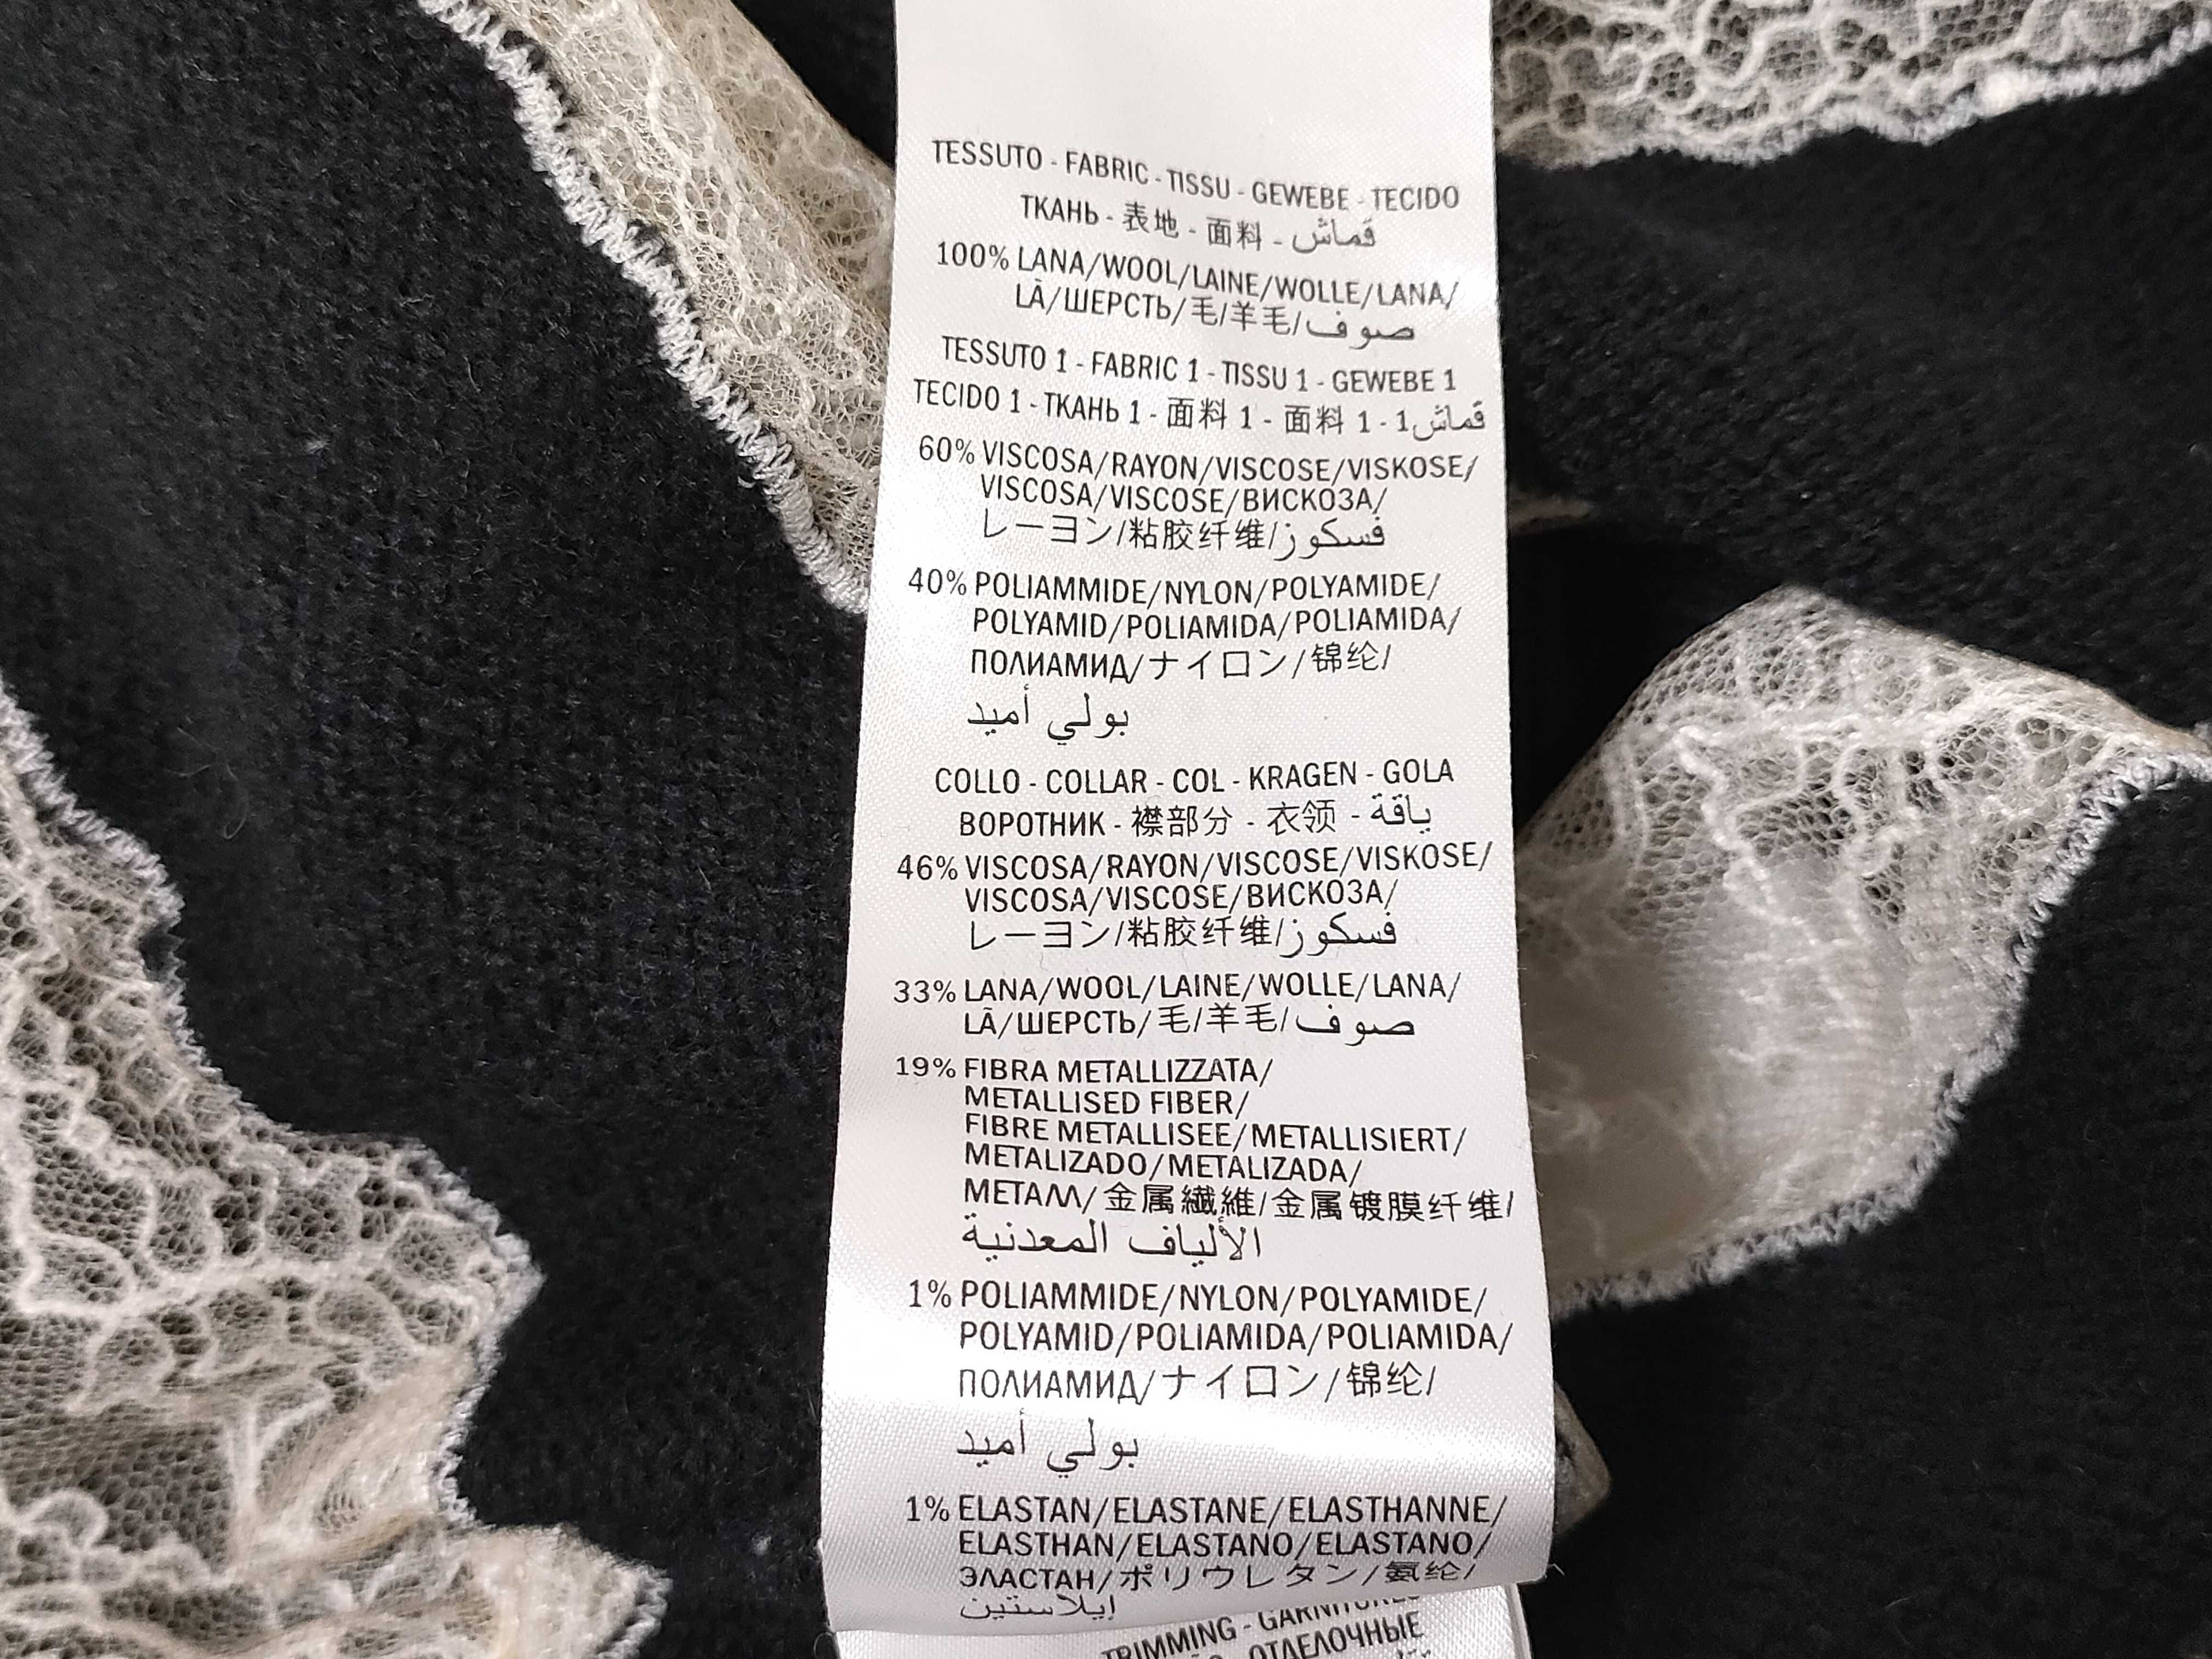 TESSUTO - FABRIC - TISSU - GEWEBE - TECIDO
ТКАНЬ - 表地 - 面料 - قماش
100% LANA/WOOL/LAINE/WOLLE/LANA/
LÃ/ШЕРСТЬ/毛/羊毛/صوف
TESSUTO 1 - FABRIC 1 - TISSU 1 - GEWEBE 1
TECIDO 1 - ТКАНЬ 1 - 面料 1 - 面料 1 - 1قماش
60% VISCOSA/RAYON/VISCOSE/VISKOSE/
VISCOSA/VISCOSE/ВИСКОЗА/
レーヨン/粘胶纤维/فسكوز
40% POLIAMMIDE/NYLON/POLYAMIDE/
POLYAMID/POLIAMIDA/POLIAMIDA/
ПОЛИАМИД/ナイロン/锦纶/
بولي أميد
COLLO - COLLAR - COL - KRAGEN - GOLA
ВОРОТНИК - 襟部分 - 衣领 - ياقة
46% VISCOSA/RAYON/VISCOSE/VISKOSE/
VISCOSA/VISCOSE/ВИСКОЗА/
レーヨン/粘胶纤维/فسكوز
33% LANA/WOOL/LAINE/WOLLE/LANA/
LÃ/ШЕРСТЬ/毛/羊毛/صوف
19% FIBRA METALLIZZATA/
METALLISED FIBER/
FIBRE METALLISEE/METALLISIERT/
METALIZADO/METALIZADA/
МЕТАЛЛ/金属繊維/金属镀膜纤维/
الألياف المعدنية
1% POLIAMMIDE/NYLON/POLYAMIDE/
POLYAMID/POLIAMIDA/POLIAMIDA/
ПОЛИАМИД/ナイロン/锦纶/
بولي أميد
1% ELASTAN/ELASTANE/ELASTHANNE/
ELASTHAN/ELASTANO/ELASTANO/
ЭЛАСТАН/ポリウレタン/氨纶/
إيلاستين
TRIMMING - GARNITURES
ОТДЕЛОЧНЫЕ